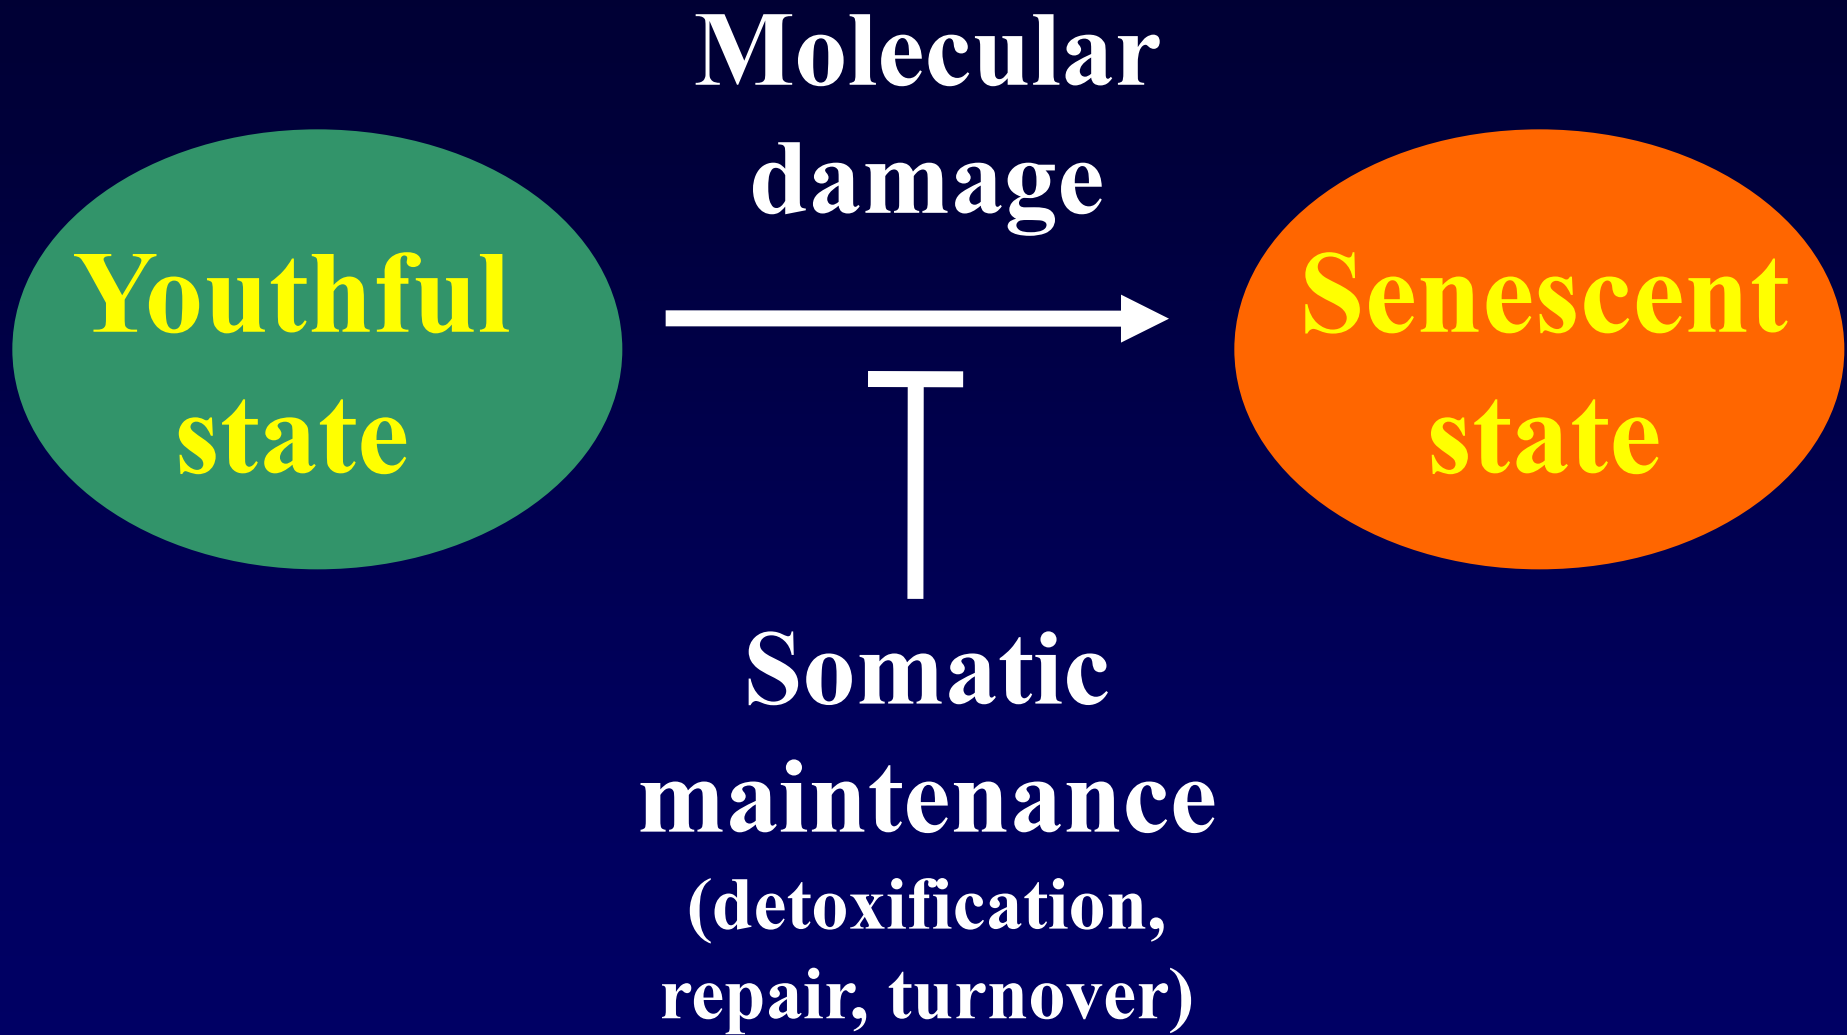 Molecular
damage
Youthful
state
Senescent
state
Somatic
maintenance
(detoxification,
repair, turnover)